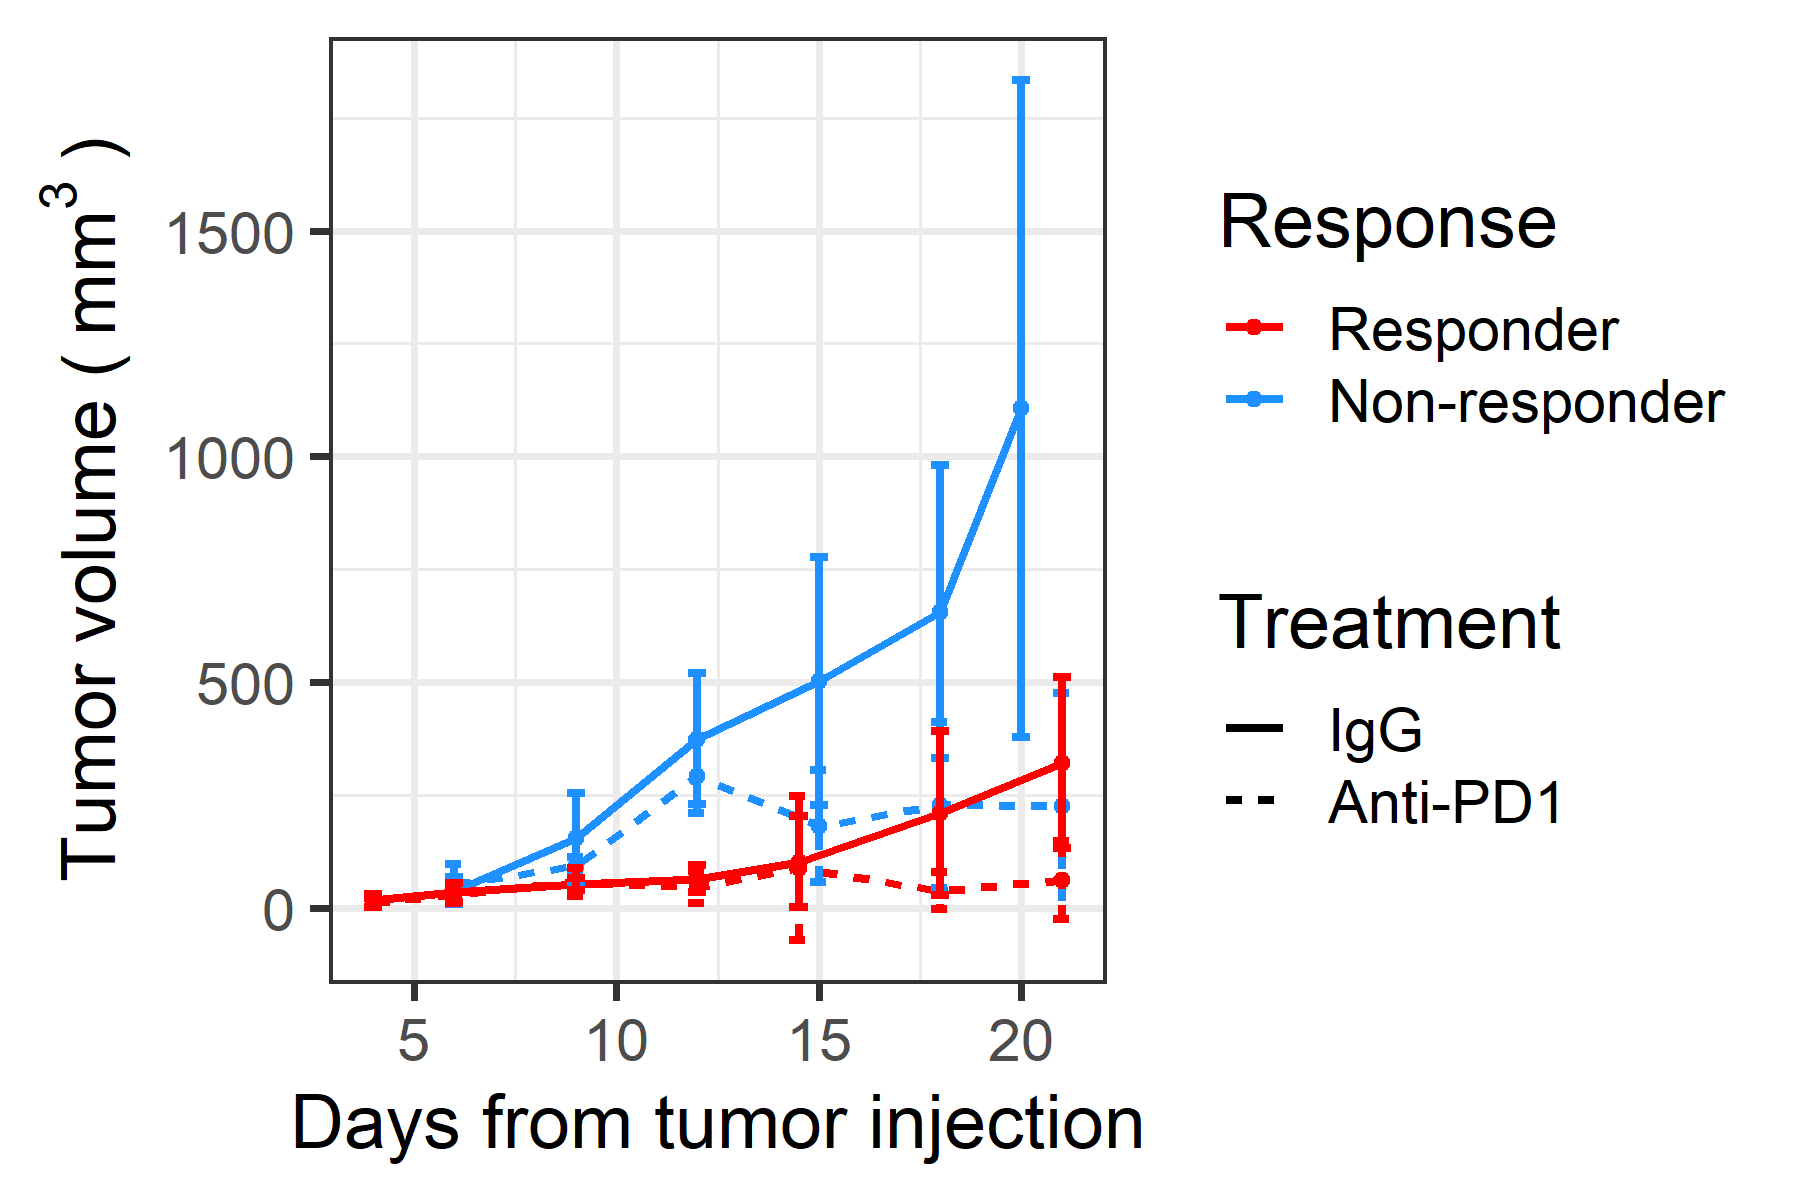 Tumor volume ( mm³ )
1500
1000
500
0
5 10 15 20
Days from tumor injection
Response
Responder
Non-responder
Treatment
IgG
Anti-PD1